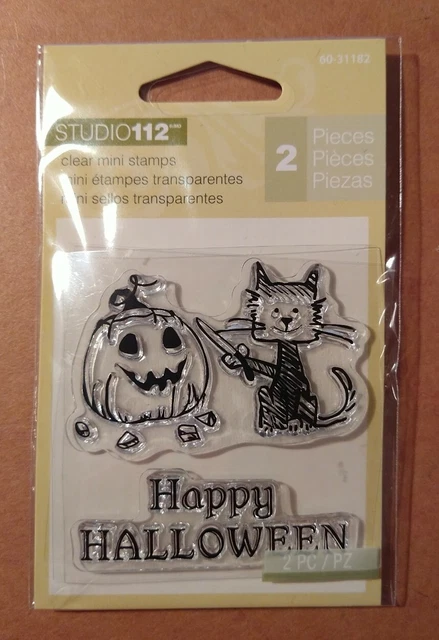 60-31182
STUDIO112
clear mini stamps
mini étampes transparentes
mini sellos transparentes
2
Pieces
Pièces
Piezas
Happy
HALLOWEEN
2 PC / PZ